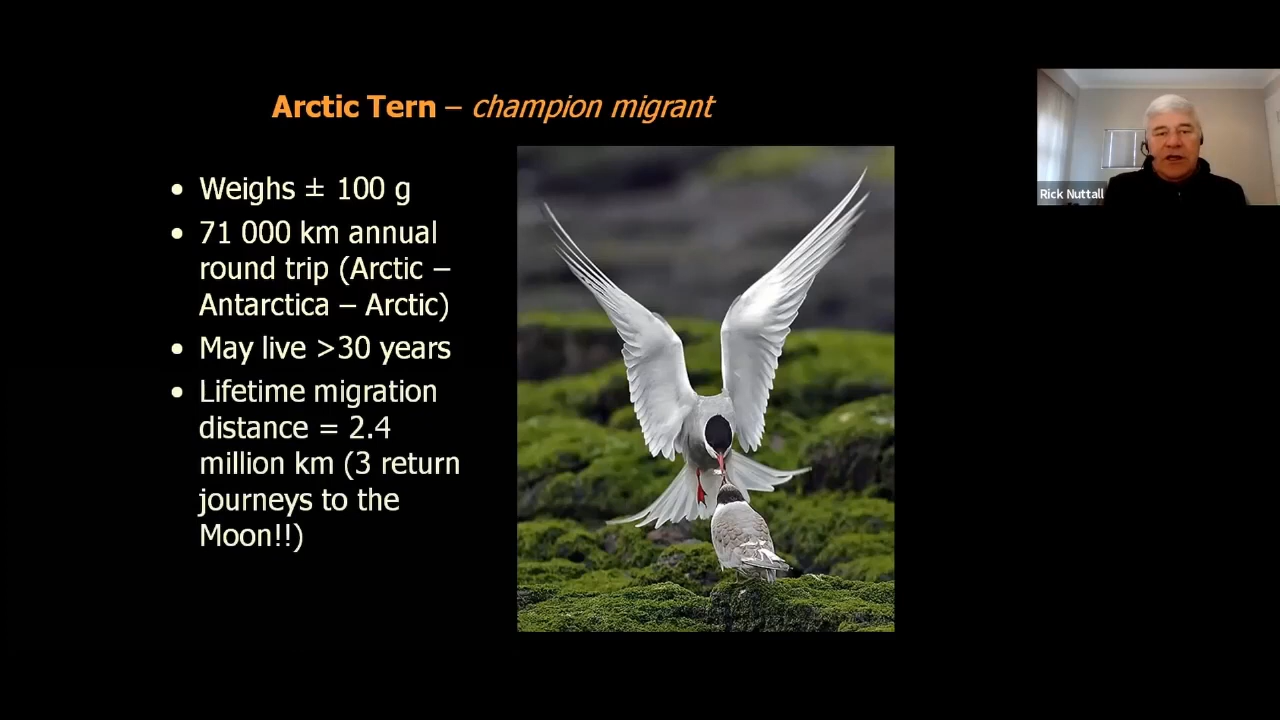 Arctic Tern – champion migrant
• Weighs ± 100 g
• 71 000 km annual
round trip (Arctic –
Antarctica – Arctic)
• May live >30 years
• Lifetime migration
distance = 2.4
million km (3 return
journeys to the
Moon!!)
Rick Nuttall